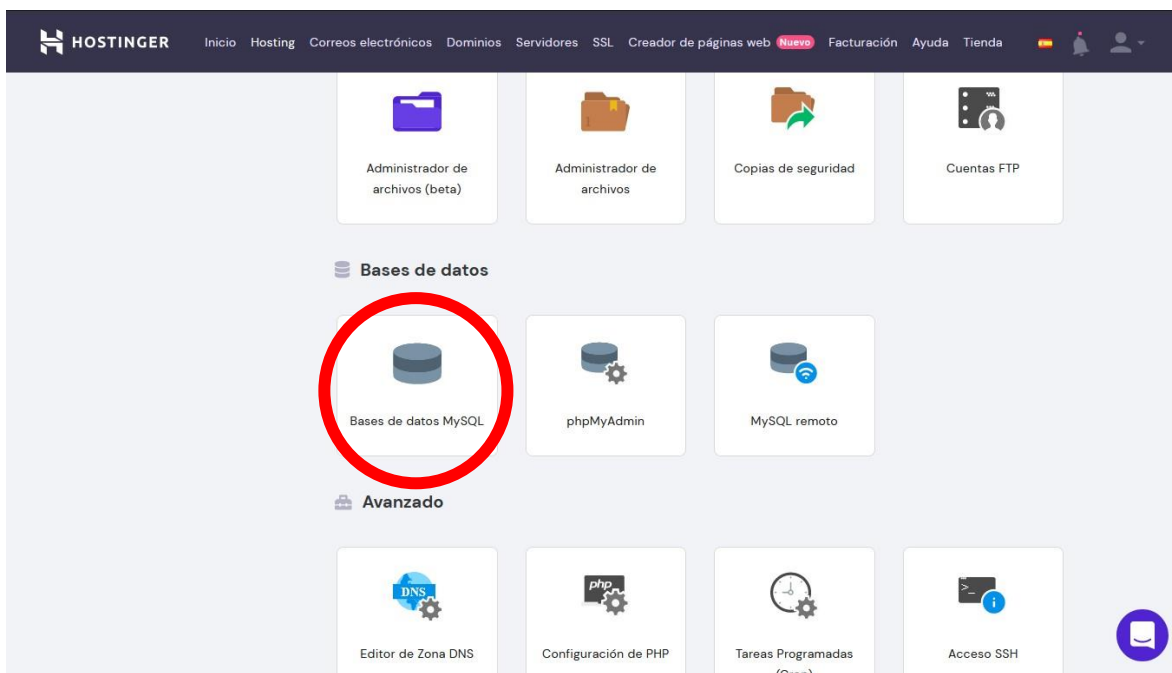 HOSTINGER Inicio Hosting Correos electrónicos Dominios Servidores SSL Creador de páginas web Nuevo Facturación Ayuda Tienda
Administrador de archivos (beta)
Administrador de archivos
Copias de seguridad
Cuentas FTP
Bases de datos
Bases de datos MySQL
phpMyAdmin
MySQL remoto
Avanzado
DNS
php
>_
Editor de Zona DNS
Configuración de PHP
Tareas Programadas
Acceso SSH